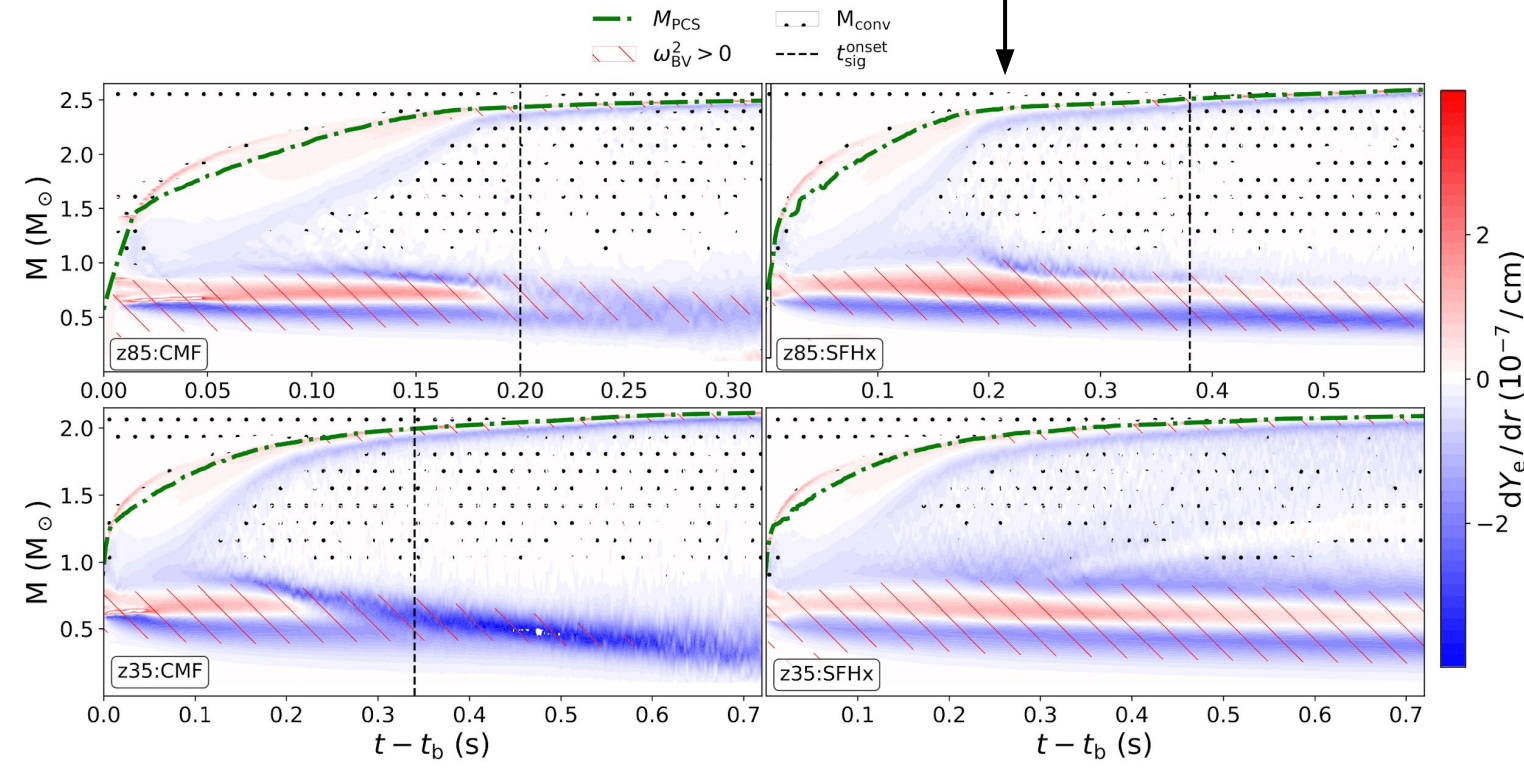 M_PCS M_conv
ω²_BV > 0 t^onset_sig
2.5
2.0
1.5
1.0
0.5
M (M_⊙)
z85:CMF
0.00 0.05 0.10 0.15 0.20 0.25 0.30
z85:SFHx
0.1 0.2 0.3 0.4 0.5
2.0
1.5
1.0
0.5
M (M_⊙)
z35:CMF
0.0 0.1 0.2 0.3 0.4 0.5 0.6 0.7
t − t_b (s)
z35:SFHx
0.1 0.2 0.3 0.4 0.5 0.6 0.7
t − t_b (s)
2
0
−2
dY_e / dr (10⁻⁷ / cm)